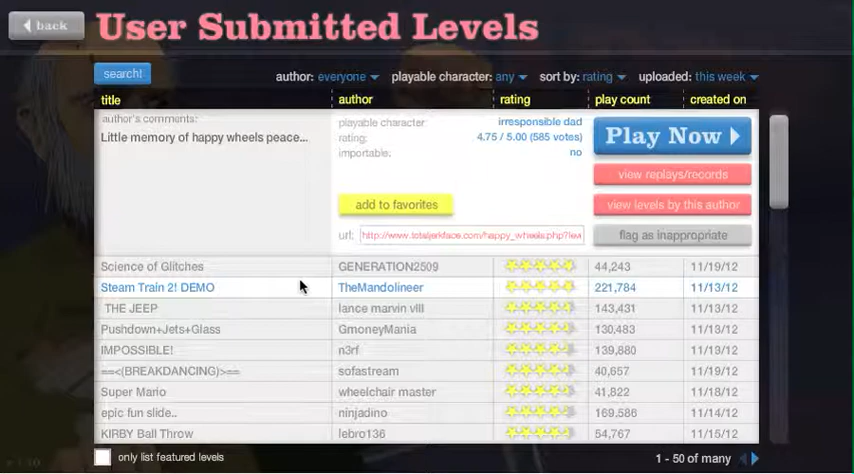 back
User Submitted Levels
search!
author: everyone playable character: any sort by: rating uploaded: this week
title author rating play count created on
author's comments:
Little memory of happy wheels peace...
playable character irresponsible dad
rating: 4.75 / 5.00 (585 votes)
importable: no
Play Now
view replays/records
add to favorites
view levels by this author
url: http://www.totaljerkface.com/happy_wheels.php?lev
flag as inappropriate
Science of Glitches GENERATION2509 44,243 11/19/12
Steam Train 2! DEMO TheMandolineer 221,784 11/13/12
THE JEEP lance marvin vIII 143,431 11/13/12
Pushdown+Jets+Glass GmoneyMania 130,483 11/13/12
IMPOSSIBLE! n3rf 139,880 11/13/12
==<(BREAKDANCING)>== sofastream 40,657 11/19/12
Super Mario wheelchair master 41,822 11/18/12
epic fun slide.. ninjadino 169,586 11/14/12
KIRBY Ball Throw lebro136 54,767 11/15/12
only list featured levels 1 - 50 of many